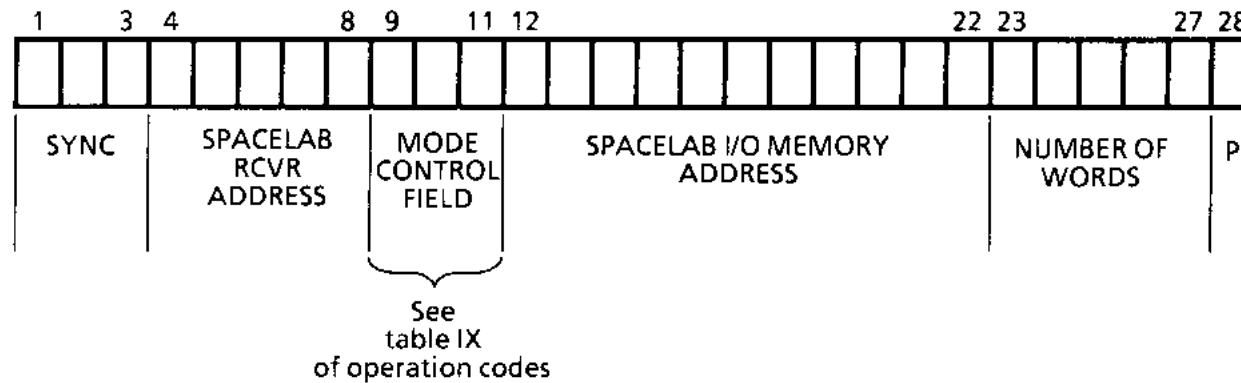 1 3 4 8 9 11 12 22 23 27 28
SYNC
SPACELAB
RCVR
ADDRESS
MODE
CONTROL
FIELD
SPACELAB I/O MEMORY
ADDRESS
NUMBER OF
WORDS
P
See
table IX
of operation codes